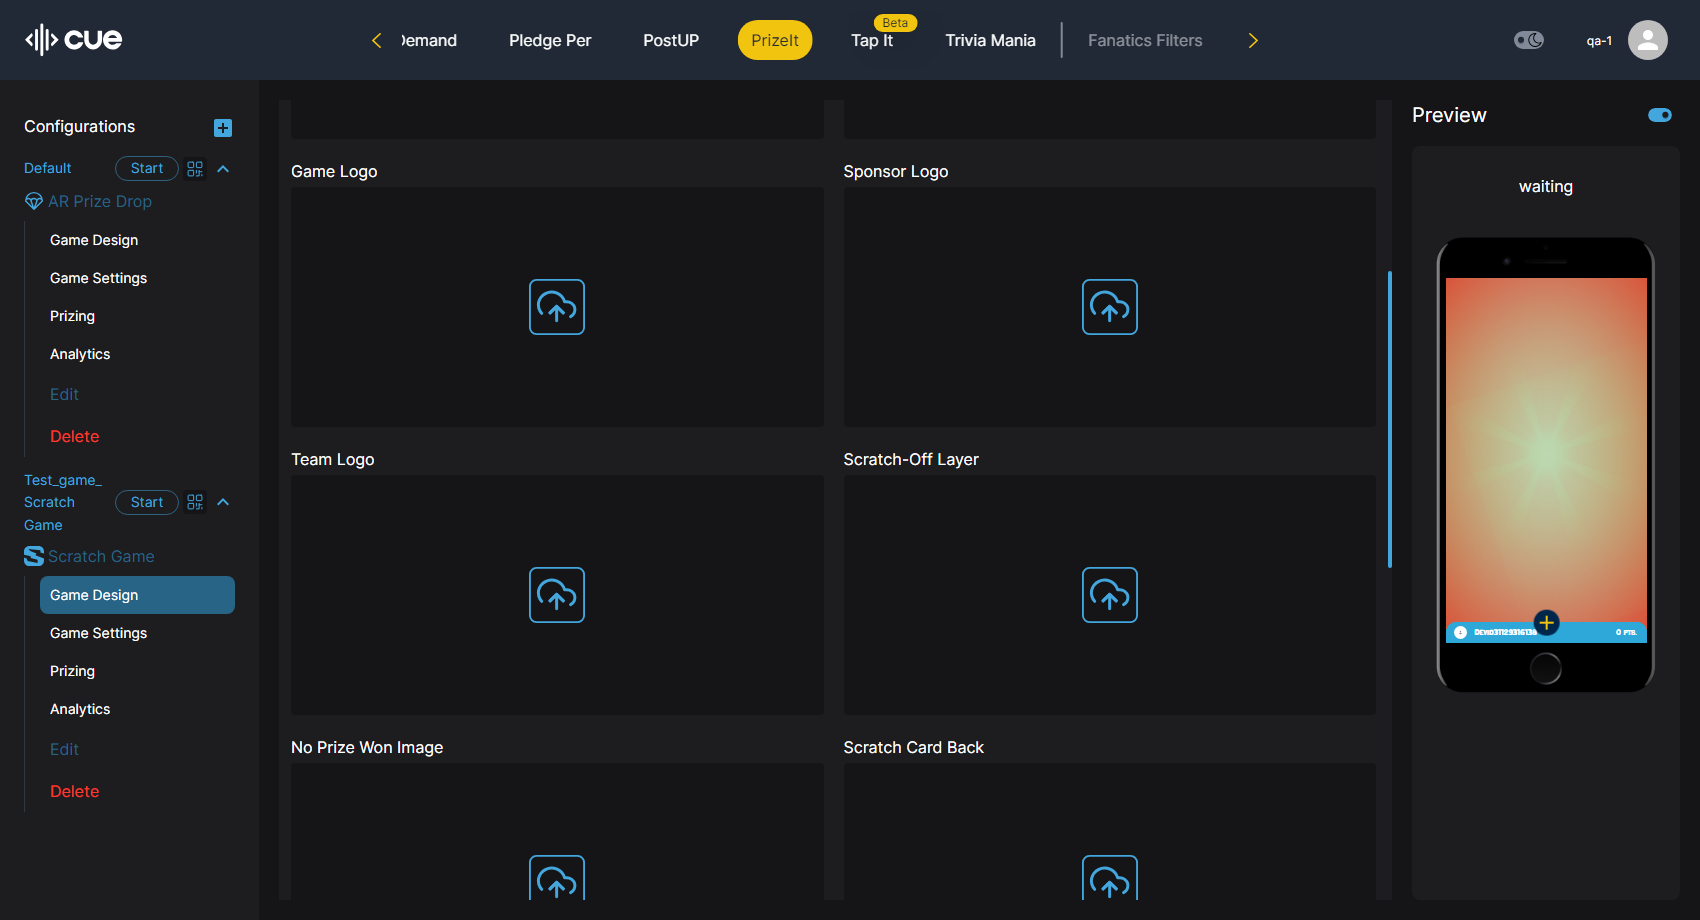 cue
Demand
Pledge Per
PostUP
PrizeIt
Beta
Tap It
Trivia Mania
Fanatics Filters
qa-1
Configurations
Default
Start
AR Prize Drop
Game Design
Game Settings
Prizing
Analytics
Edit
Delete
Test_game_
Scratch
Game
Start
Scratch Game
Game Design
Game Settings
Prizing
Analytics
Edit
Delete
Game Logo
Sponsor Logo
Team Logo
Scratch-Off Layer
No Prize Won Image
Scratch Card Back
Preview
waiting
0 PTS.